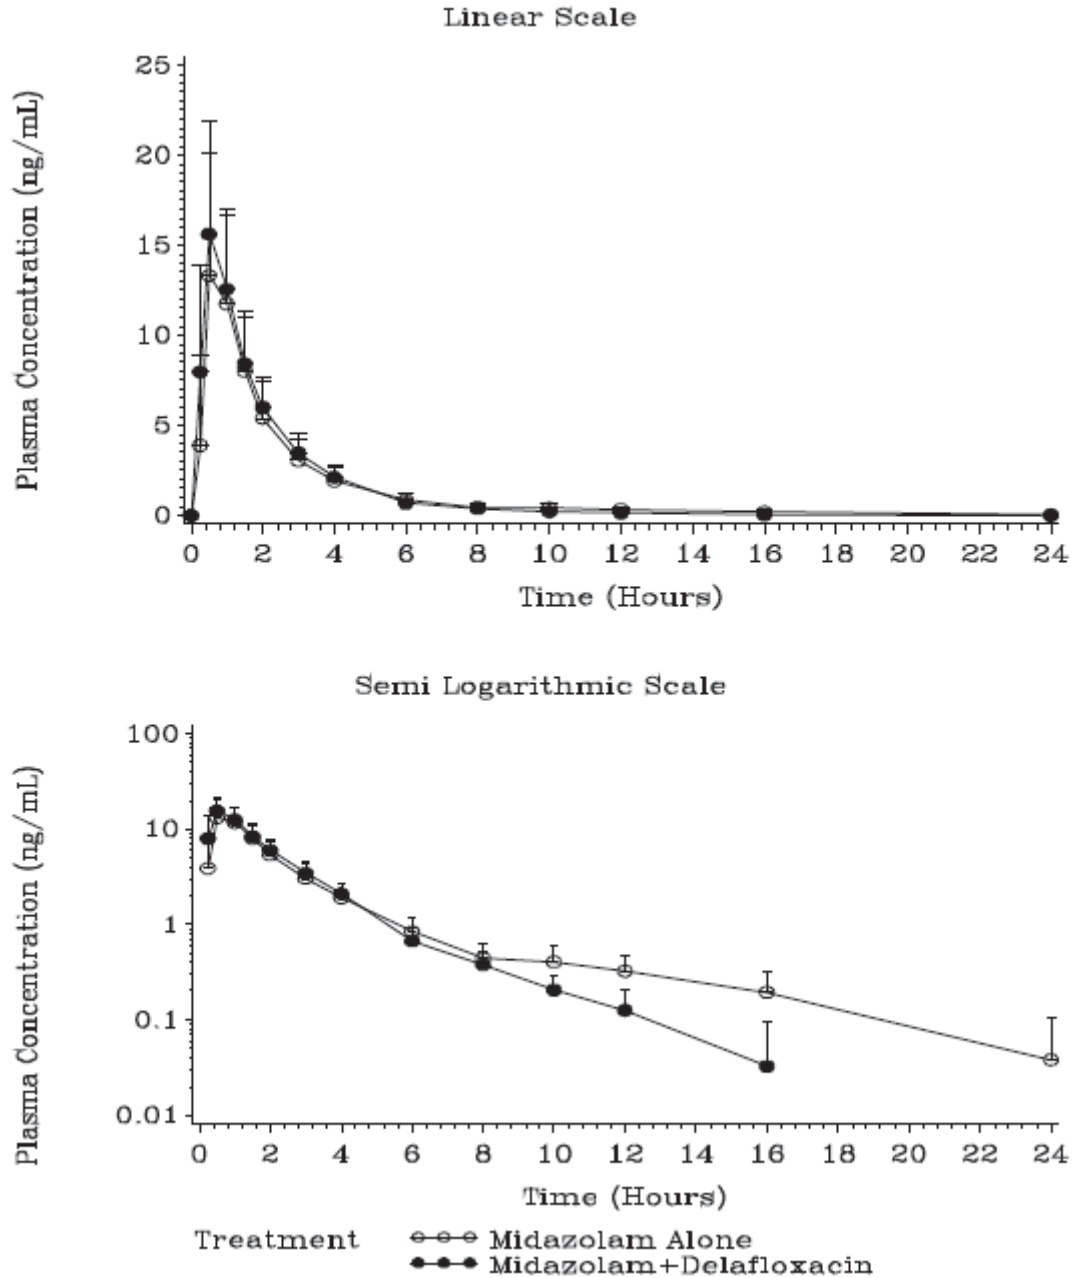 Linear Scale
Plasma Concentration (ng/mL)
25
20
15
10
5
0
0 2 4 6 8 10 12 14 16 18 20 22 24
Time (Hours)
Semi Logarithmic Scale
Plasma Concentration (ng/mL)
100
10
1
0.1
0.01
0 2 4 6 8 10 12 14 16 18 20 22 24
Time (Hours)
Treatment Midazolam Alone
Midazolam+Delafloxacin